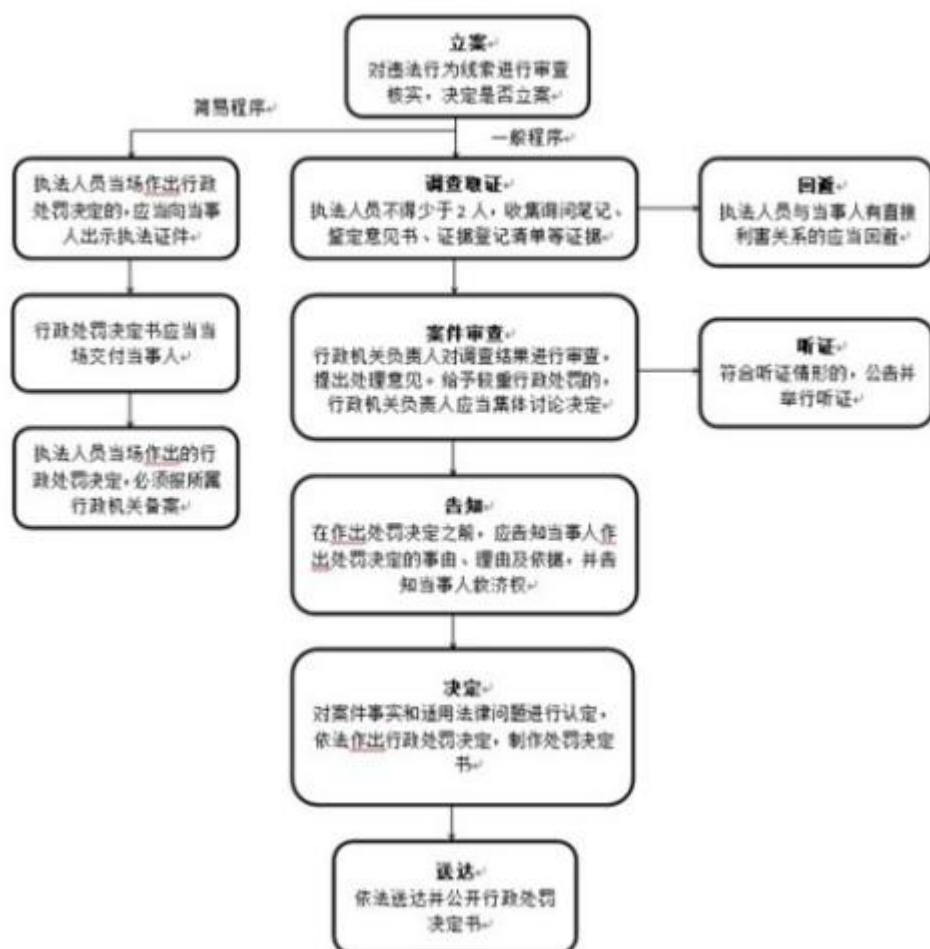 立案
对违法行为线索进行审查
核实，决定是否立案
简易程序
一般程序
执法人员当场作出行政
处罚决定的，应当向当事
人出示执法证件
调查取证
执法人员不得少于2人，收集询问笔记、
鉴定意见书、证据登记清单等证据
回避
执法人员与当事人有直接
利害关系的应当回避
行政处罚决定书应当当
场交付当事人
案件审查
行政机关负责人对调查结果进行审查，
提出处理意见。给予较重行政处罚的，
行政机关负责人应当集体讨论决定
听证
符合听证情形的，公告并
举行听证
执法人员当场作出的行
政处罚决定，必须报所属
行政机关备案
告知
在作出处罚决定之前，应告知当事人作
出处罚决定的事由、理由及依据，并告
知当事人救济权
决定
对案件事实和适用法律问题进行认定，
依法作出行政处罚决定，制作处罚决定
书
送达
依法送达并公开行政处罚
决定书